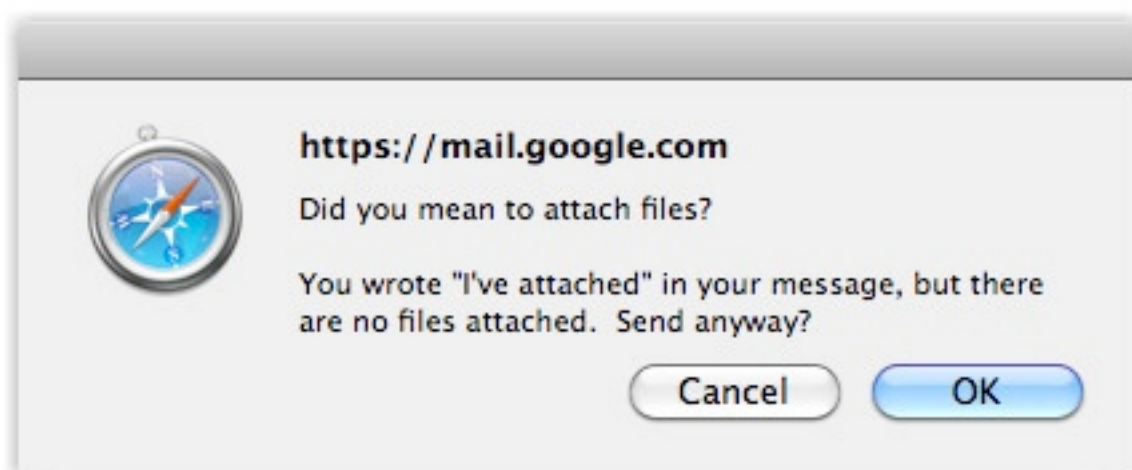 https://mail.google.com
Did you mean to attach files?
You wrote "I've attached" in your message, but there
are no files attached.  Send anyway?
Cancel OK